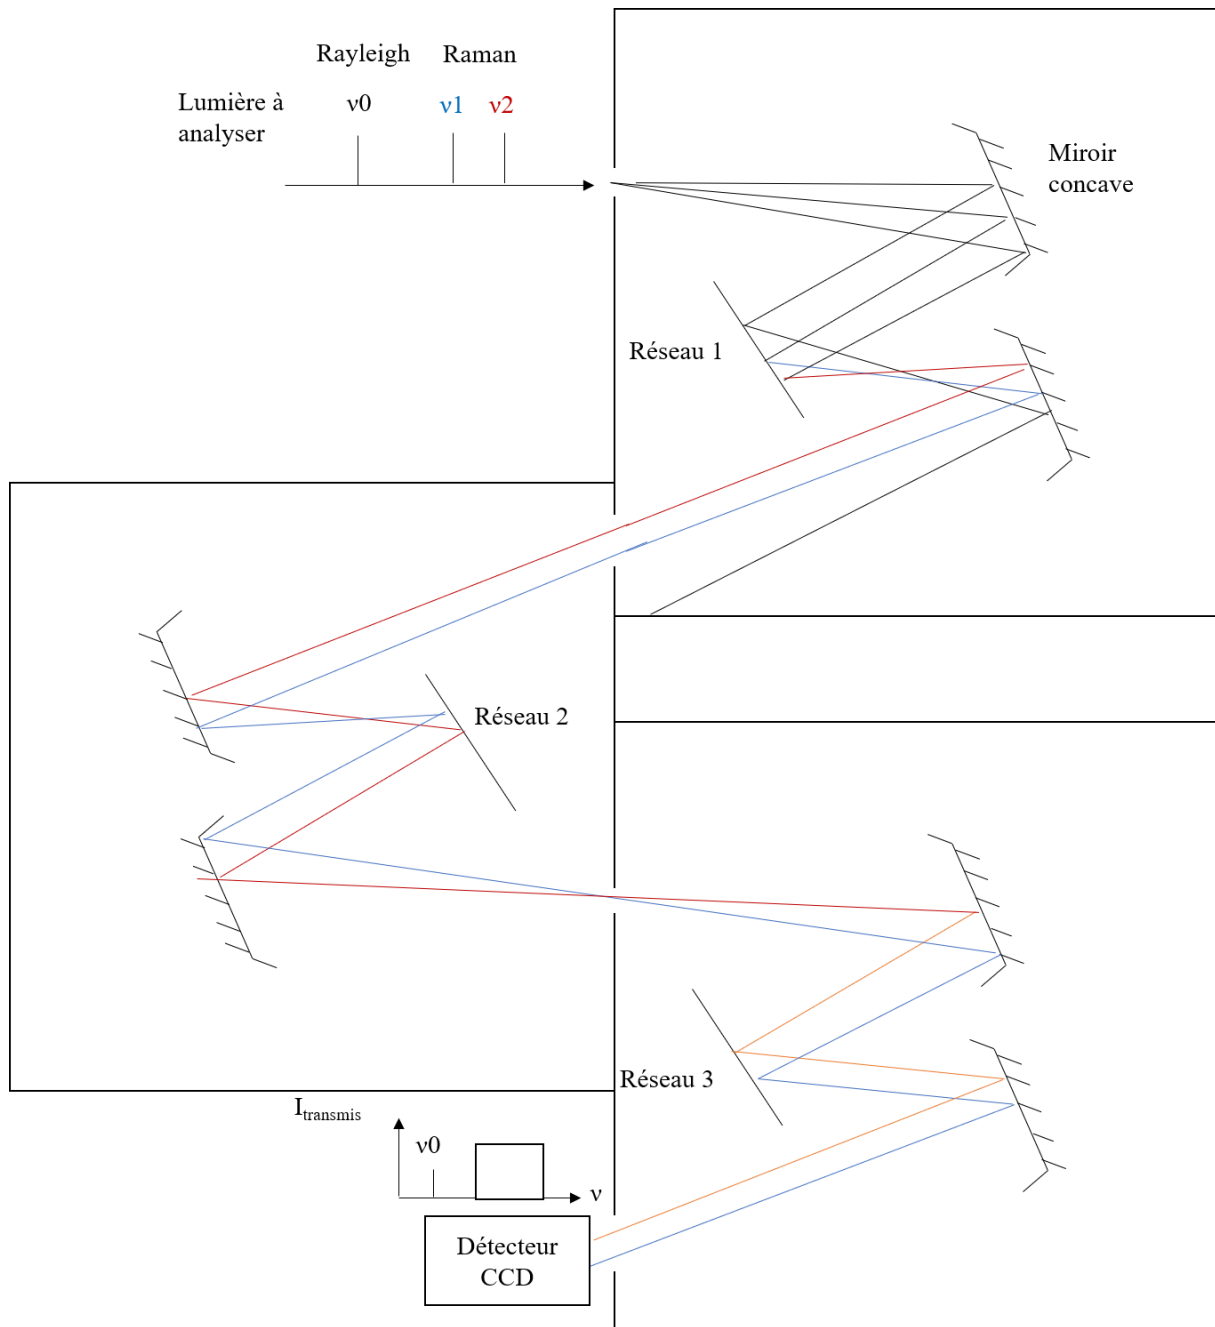 Rayleigh Raman
Lumière à
analyser
ν0 ν1 ν2
Miroir
concave
Réseau 1
Réseau 2
Réseau 3
Itransmis
ν0
ν
Détecteur
CCD